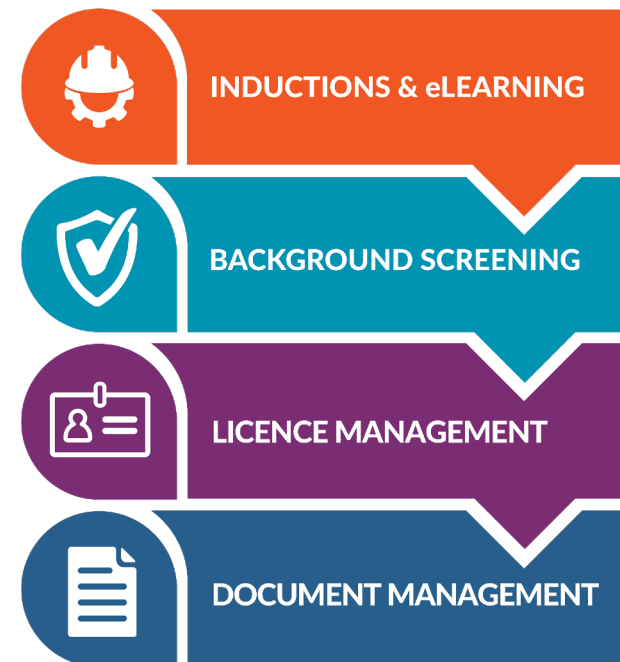 INDUCTIONS & eLEARNING
BACKGROUND SCREENING
LICENCE MANAGEMENT
DOCUMENT MANAGEMENT